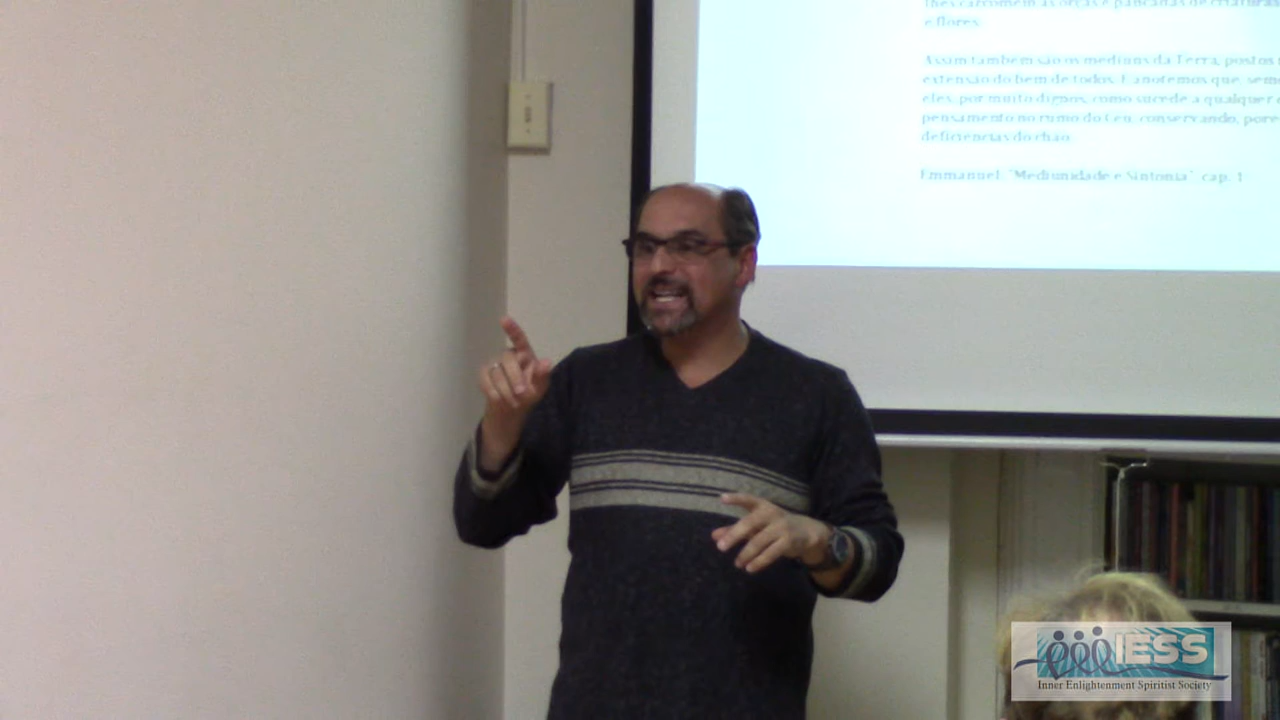 e flores.
Assim também são os médiuns da Terra, postos
extensão do bem de todos. E anotemos que,
eles, por muito dignos, como sucede a qualquer
pensamento no rumo do Céu, conservando,
deficiências do chão.
Emmanuel: "Mediunidade e Sintonia" cap. 1
IESS
Inner Enlightenment Spiritist Society